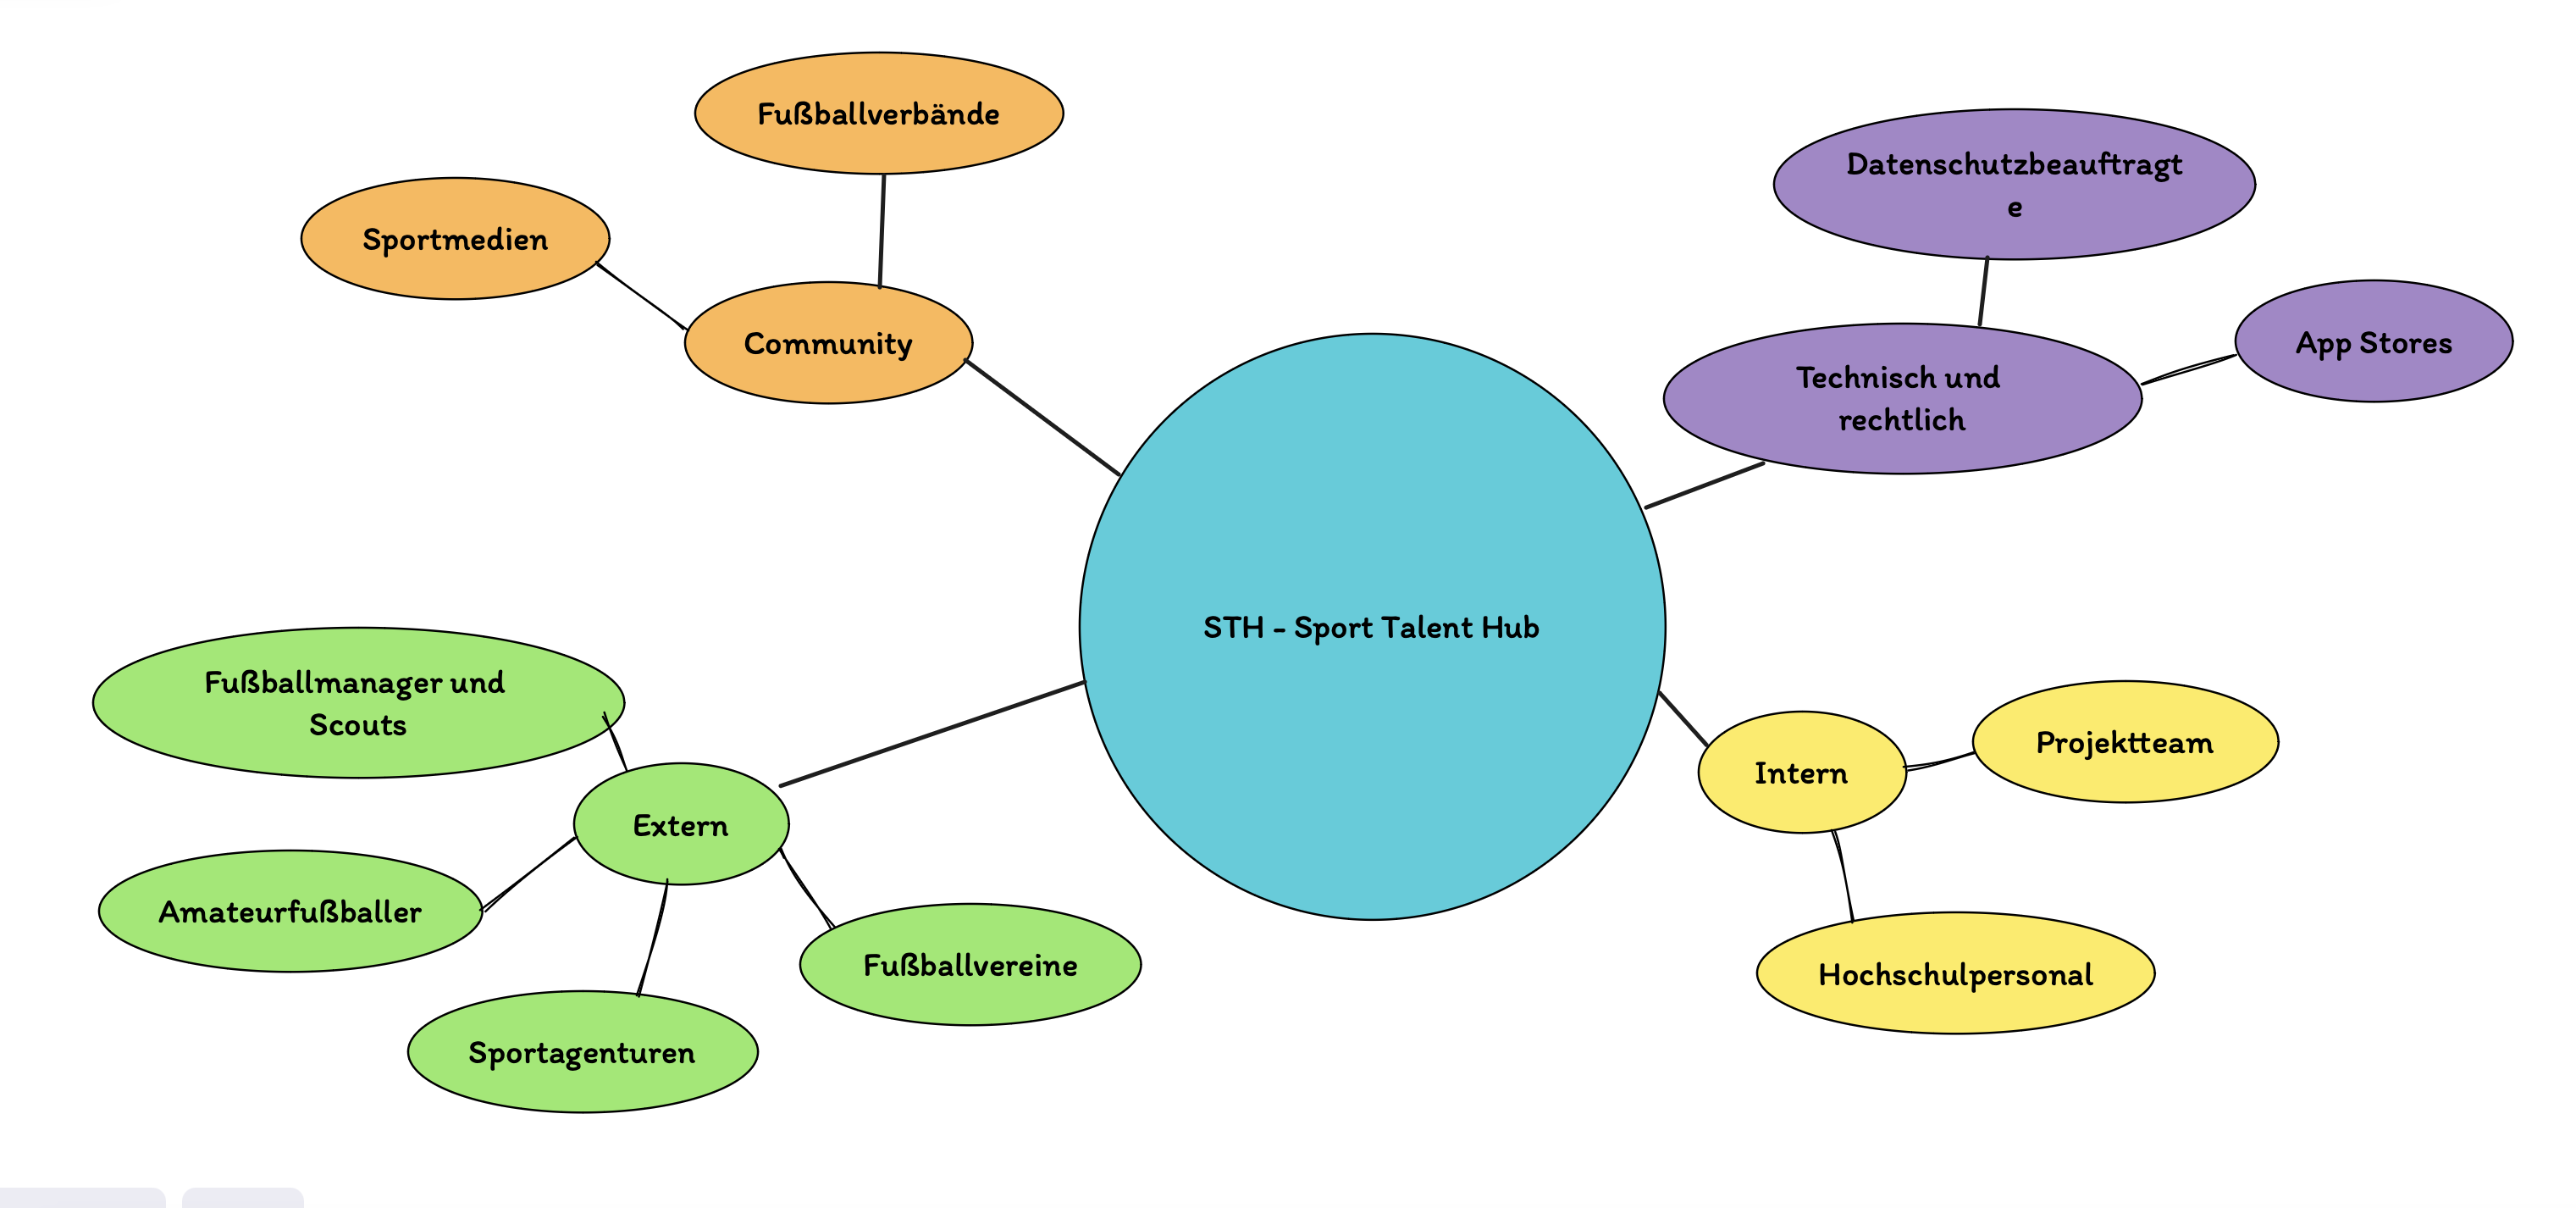 Fußballverbände
Sportmedien
Community
Datenschutzbeauftragt
e
App Stores
Technisch und
rechtlich
STH - Sport Talent Hub
Fußballmanager und
Scouts
Extern
Amateurfußballer
Sportagenturen
Fußballvereine
Intern
Projektteam
Hochschulpersonal